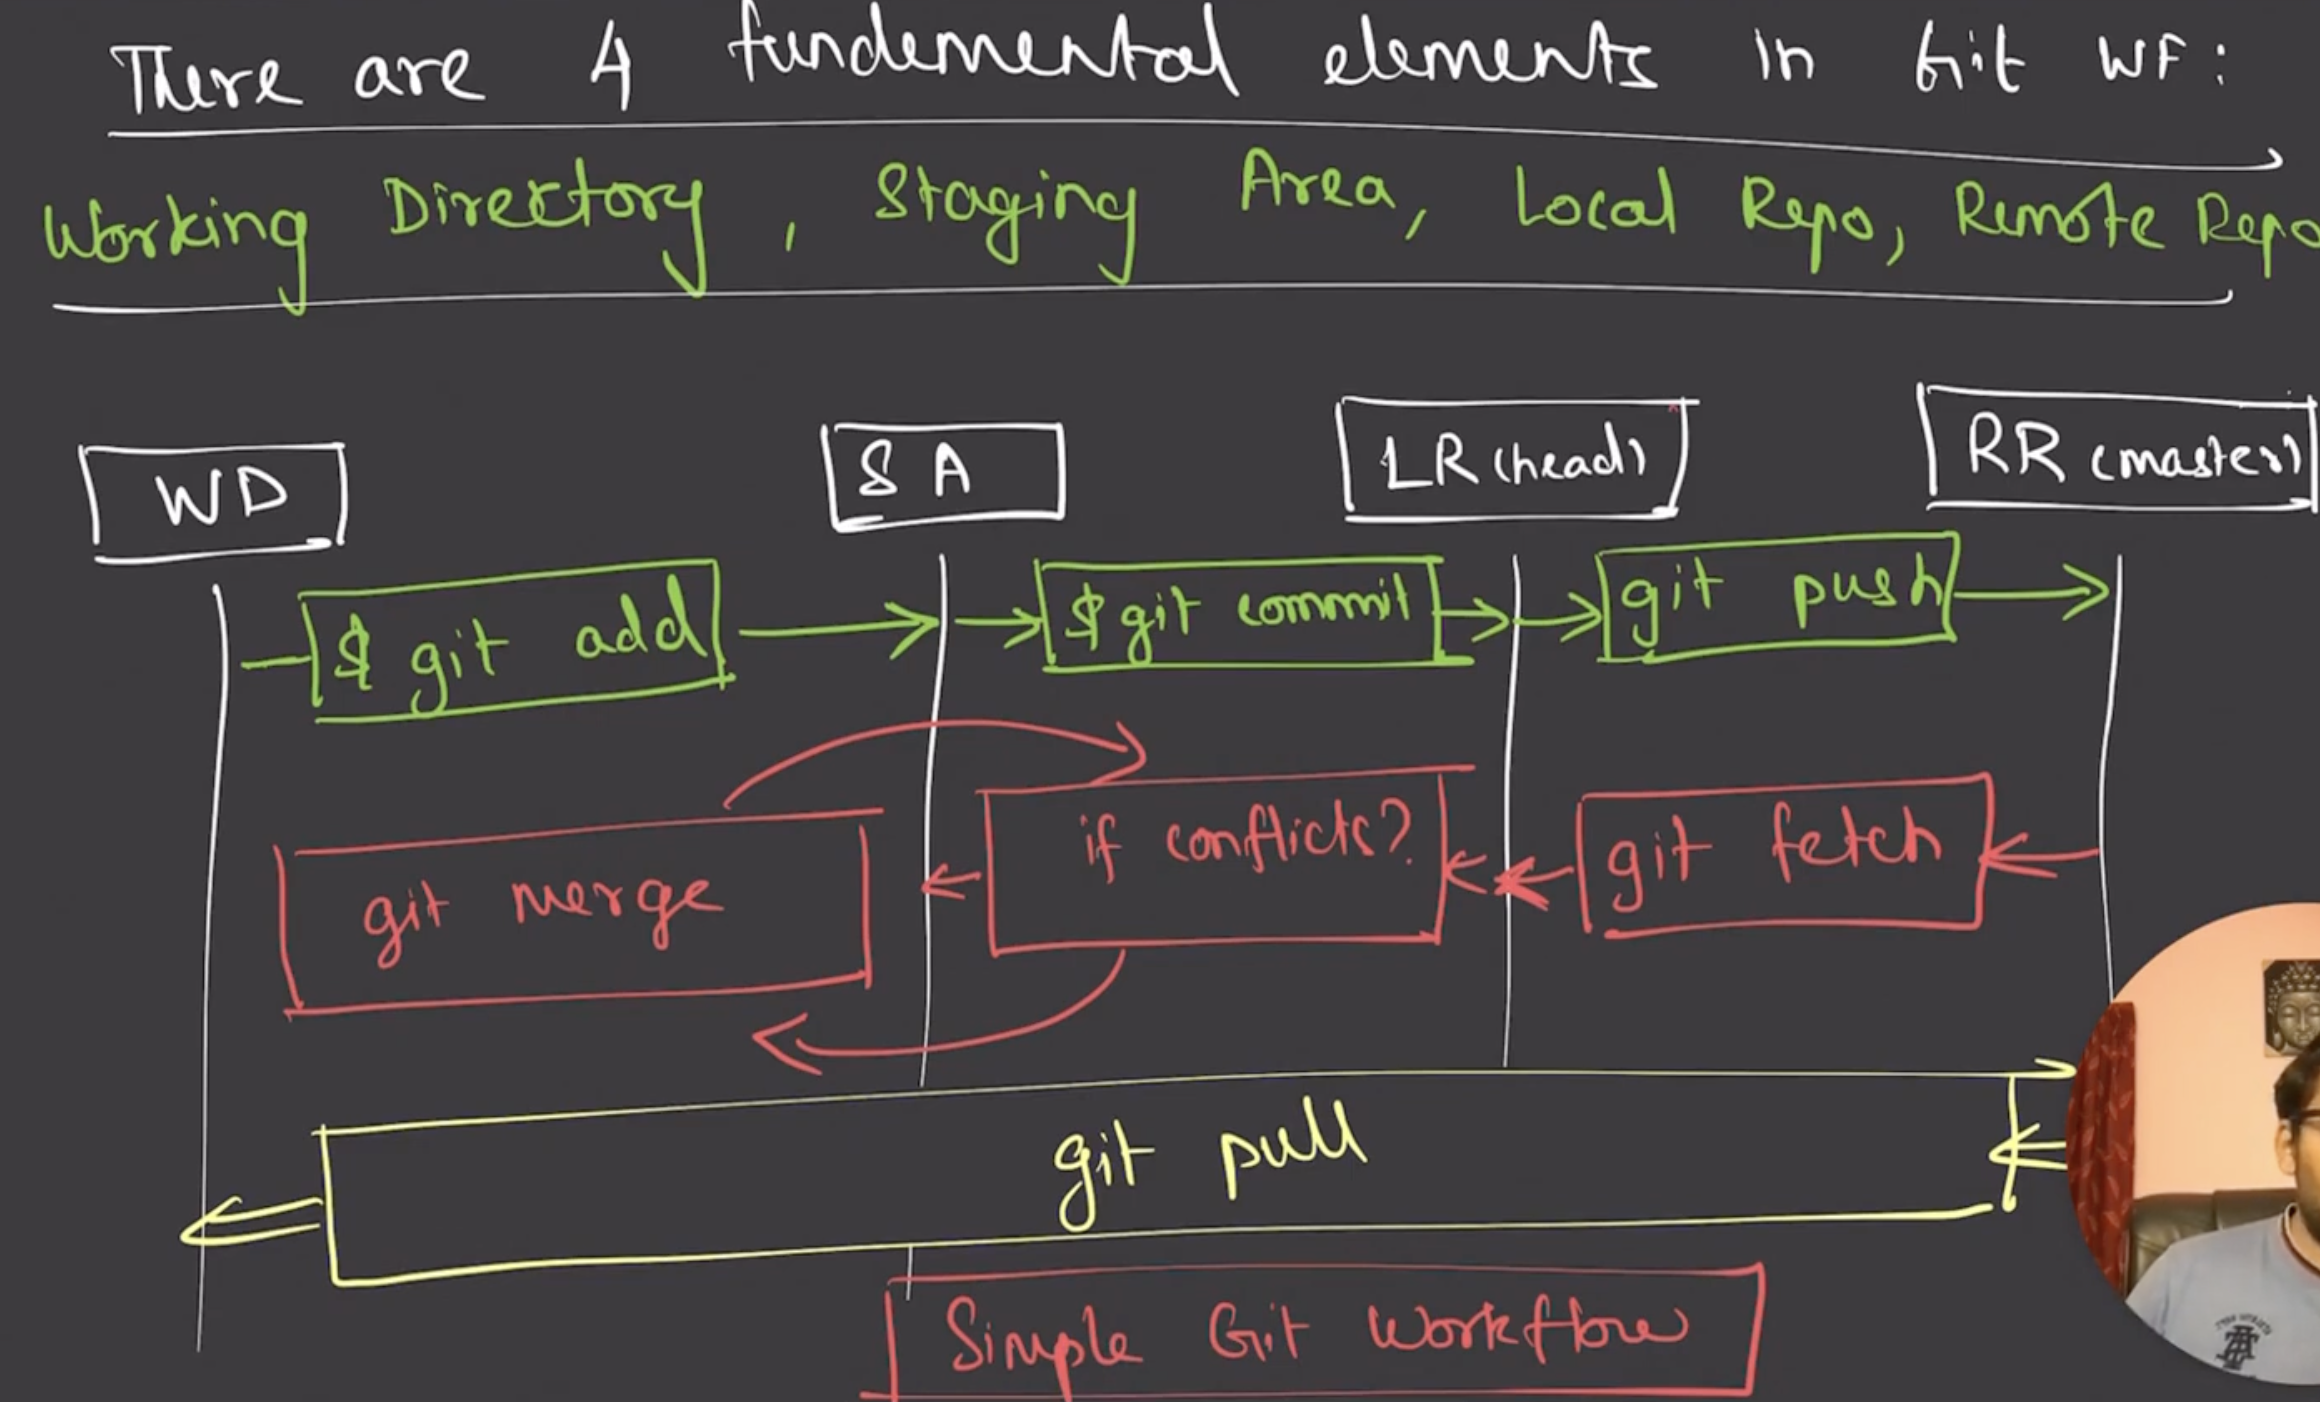 There are 4 fundemental elements in Git WF:
Working Directory, Staging Area, Local Repo, Remote Repo
WD SA LR (head) RR (master)
$ git add $ git commit git push
git merge if conflicts? git fetch
git pull
Simple Git Workflow